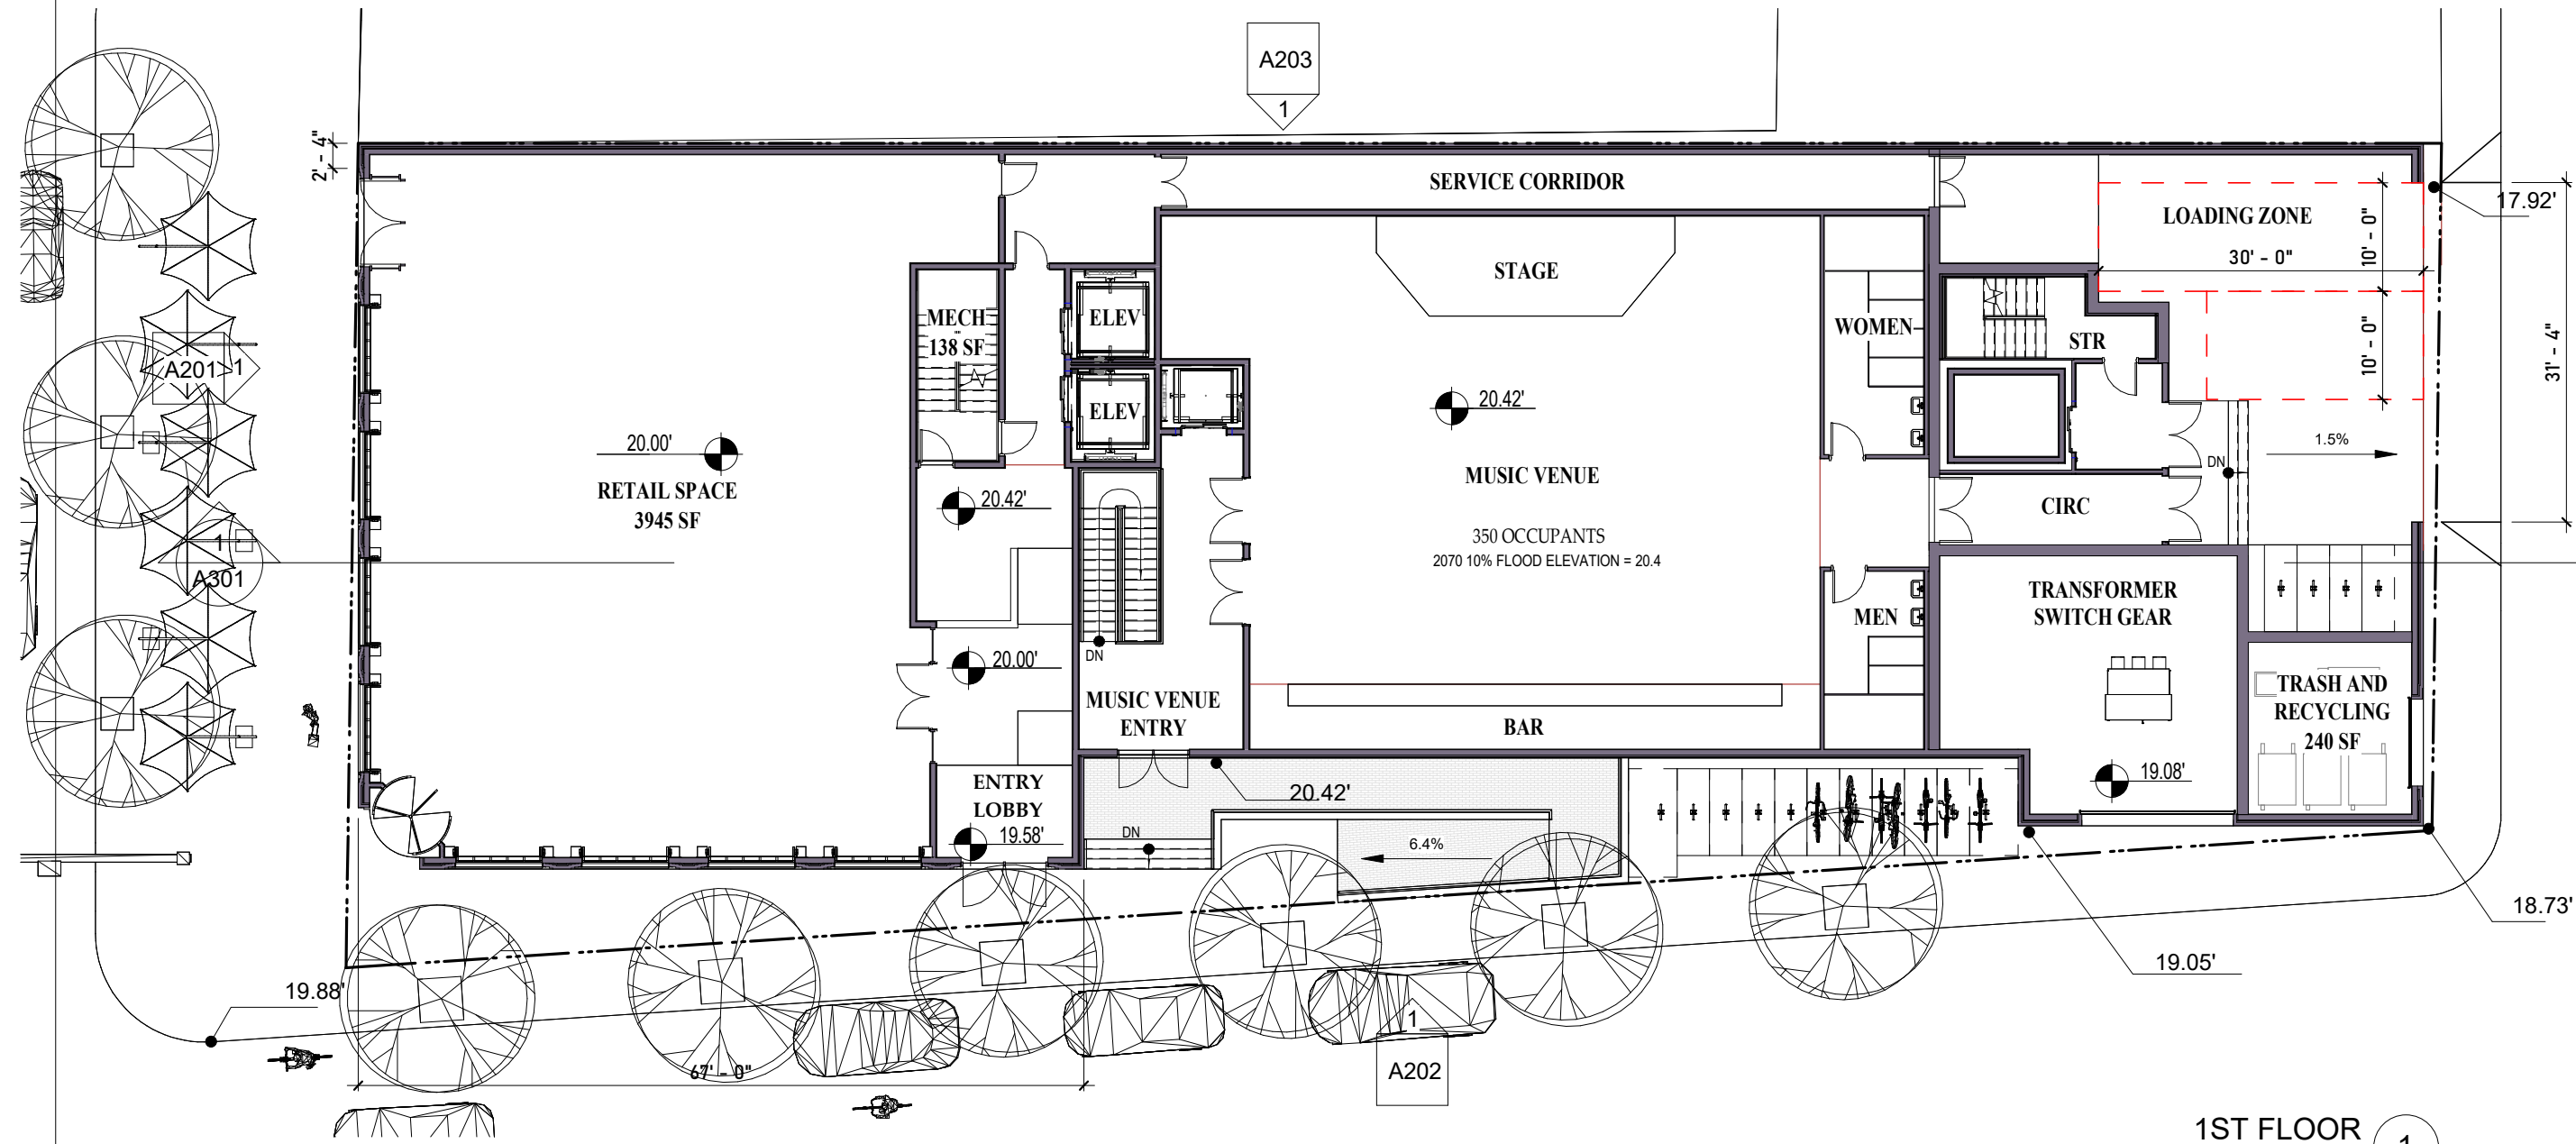 A203
1
2' - 4"
SERVICE CORRIDOR
LOADING ZONE
17.92'
30' - 0"
10' - 0"
10' - 0"
31' - 4"
STAGE
MECH
138 SF
ELEV
ELEV
WOMEN
STR
A201
1
20.42'
20.00'
RETAIL SPACE
3945 SF
20.42'
MUSIC VENUE
350 OCCUPANTS
2070 10% FLOOD ELEVATION = 20.4
CIRC
DN
1.5%
1
A301
TRANSFORMER
SWITCH GEAR
MEN
20.00'
DN
MUSIC VENUE
ENTRY
BAR
TRASH AND
RECYCLING
240 SF
19.08'
ENTRY
LOBBY
19.58'
20.42'
DN
6.4%
18.73'
19.05'
19.88'
67' - 0"
1
A202
1ST FLOOR
1